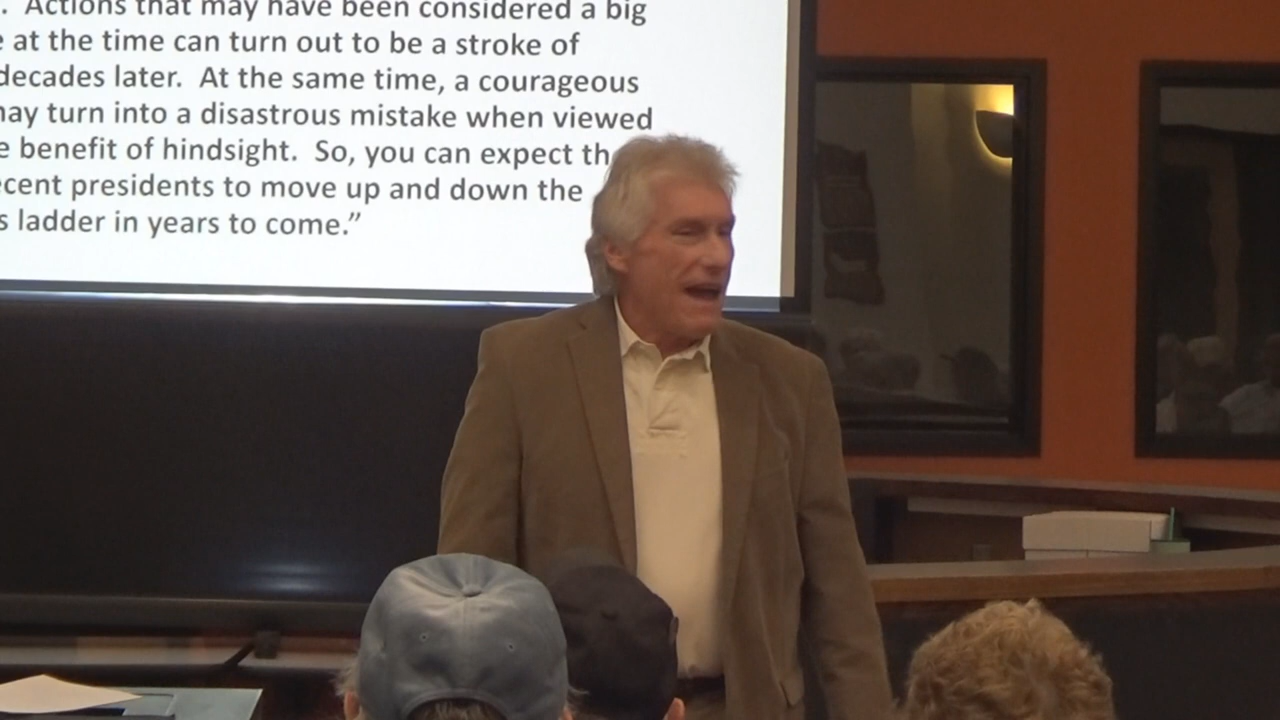 . Actions that may have been considered a big
at the time can turn out to be a stroke of
decades later. At the same time, a courageous
may turn into a disastrous mistake when viewed
benefit of hindsight. So, you can expect
presidents to move up and down the
ladder in years to come.”